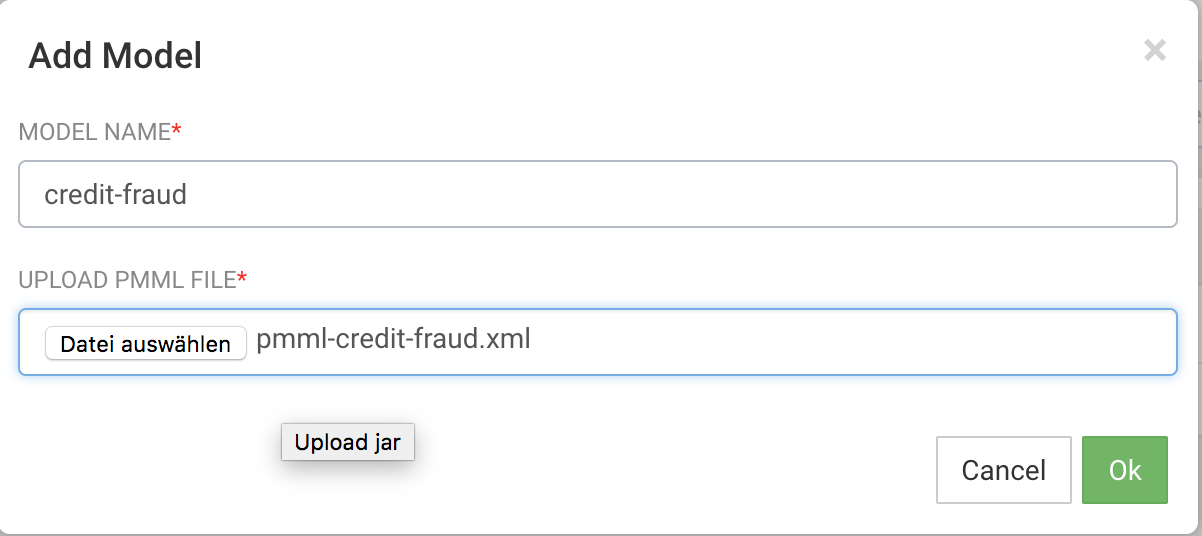 Add Model
×
MODEL NAME*
credit-fraud
UPLOAD PMML FILE*
Datei auswählen pmml-credit-fraud.xml
Upload jar
Cancel Ok